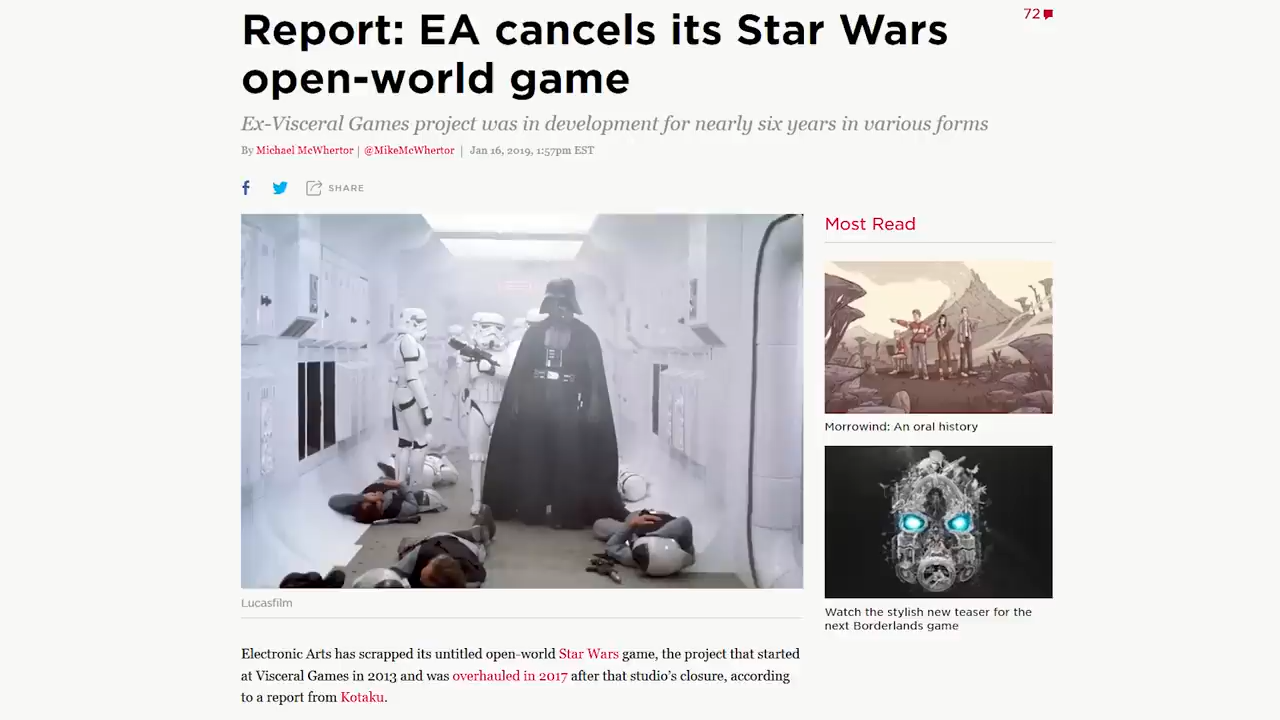 Report: EA cancels its Star Wars
open-world game
72
Ex-Visceral Games project was in development for nearly six years in various forms
By Michael McWhertor | @MikeMcWhertor | Jan 16, 2019, 1:57pm EST
SHARE
Lucasfilm
Electronic Arts has scrapped its untitled open-world Star Wars game, the project that started
at Visceral Games in 2013 and was overhauled in 2017 after that studio’s closure, according
to a report from Kotaku.
Most Read
Morrowind: An oral history
Watch the stylish new teaser for the
next Borderlands game